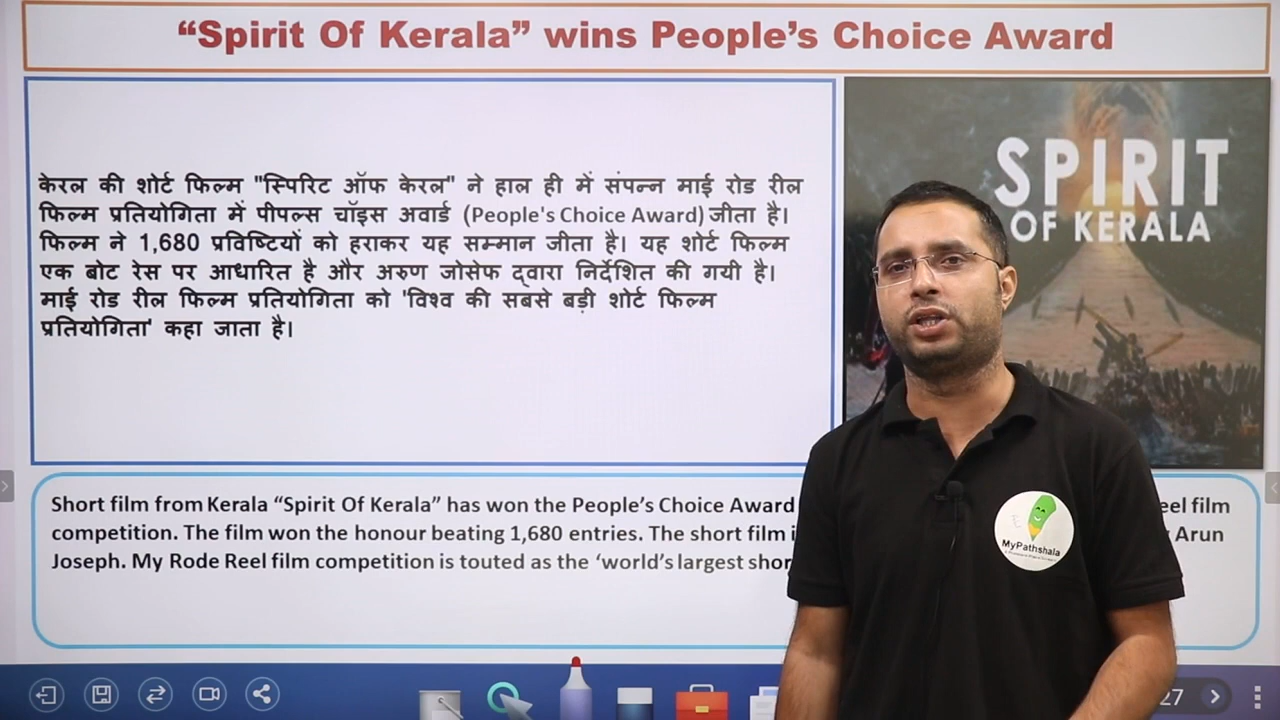 “Spirit Of Kerala” wins People’s Choice Award
केरल की शोर्ट फिल्म "स्पिरिट ऑफ केरल" ने हाल ही में संपन्न माई रोड रील
फिल्म प्रतियोगिता में पीपल्स चॉइस अवार्ड (People's Choice Award) जीता है।
फिल्म ने 1,680 प्रविष्टियों को हराकर यह सम्मान जीता है। यह शोर्ट फिल्म
एक बोट रेस पर आधारित है और अरुण जोसेफ द्वारा निर्देशित की गयी है।
माई रोड रील फिल्म प्रतियोगिता को 'विश्व की सबसे बड़ी शोर्ट फिल्म
प्रतियोगिता' कहा जाता है।
SPIRIT
OF KERALA
Short film from Kerala “Spirit Of Kerala” has won the People’s Choice Award eel film
competition. The film won the honour beating 1,680 entries. The short film i Arun
Joseph. My Rode Reel film competition is touted as the ‘world’s largest shor
MyPathshala
27